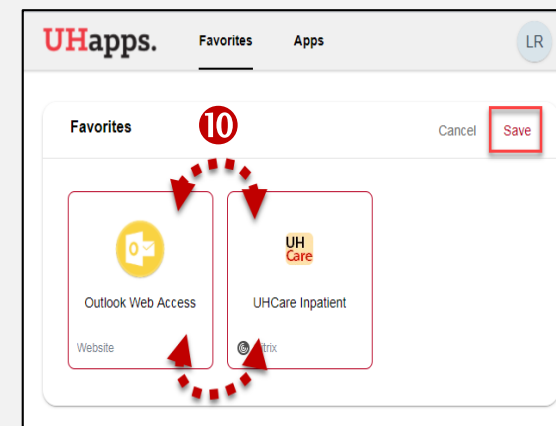 UHapps. Favorites Apps LR
Favorites 10 Cancel Save
UH
Care
Outlook Web Access UHCare Inpatient
Website